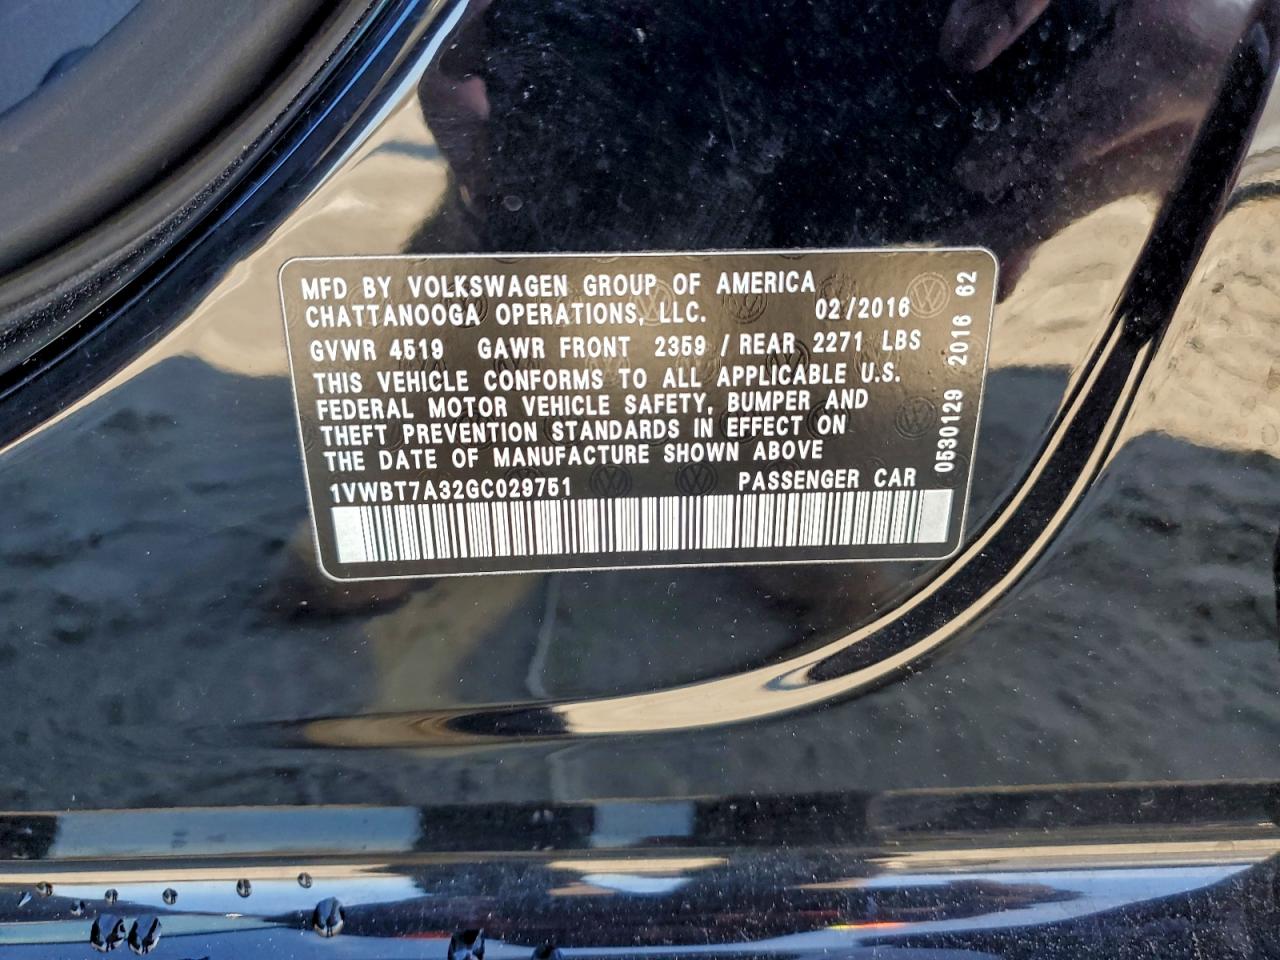 MFD BY VOLKSWAGEN GROUP OF AMERICA
CHATTANOOGA OPERATIONS, LLC. 02/2016
GVWR 4519 GAWR FRONT 2359 / REAR 2271 LBS
THIS VEHICLE CONFORMS TO ALL APPLICABLE U.S.
FEDERAL MOTOR VEHICLE SAFETY, BUMPER AND
THEFT PREVENTION STANDARDS IN EFFECT ON
THE DATE OF MANUFACTURE SHOWN ABOVE
1VWBT7A32GC029751 PASSENGER CAR
0530129 2016 62